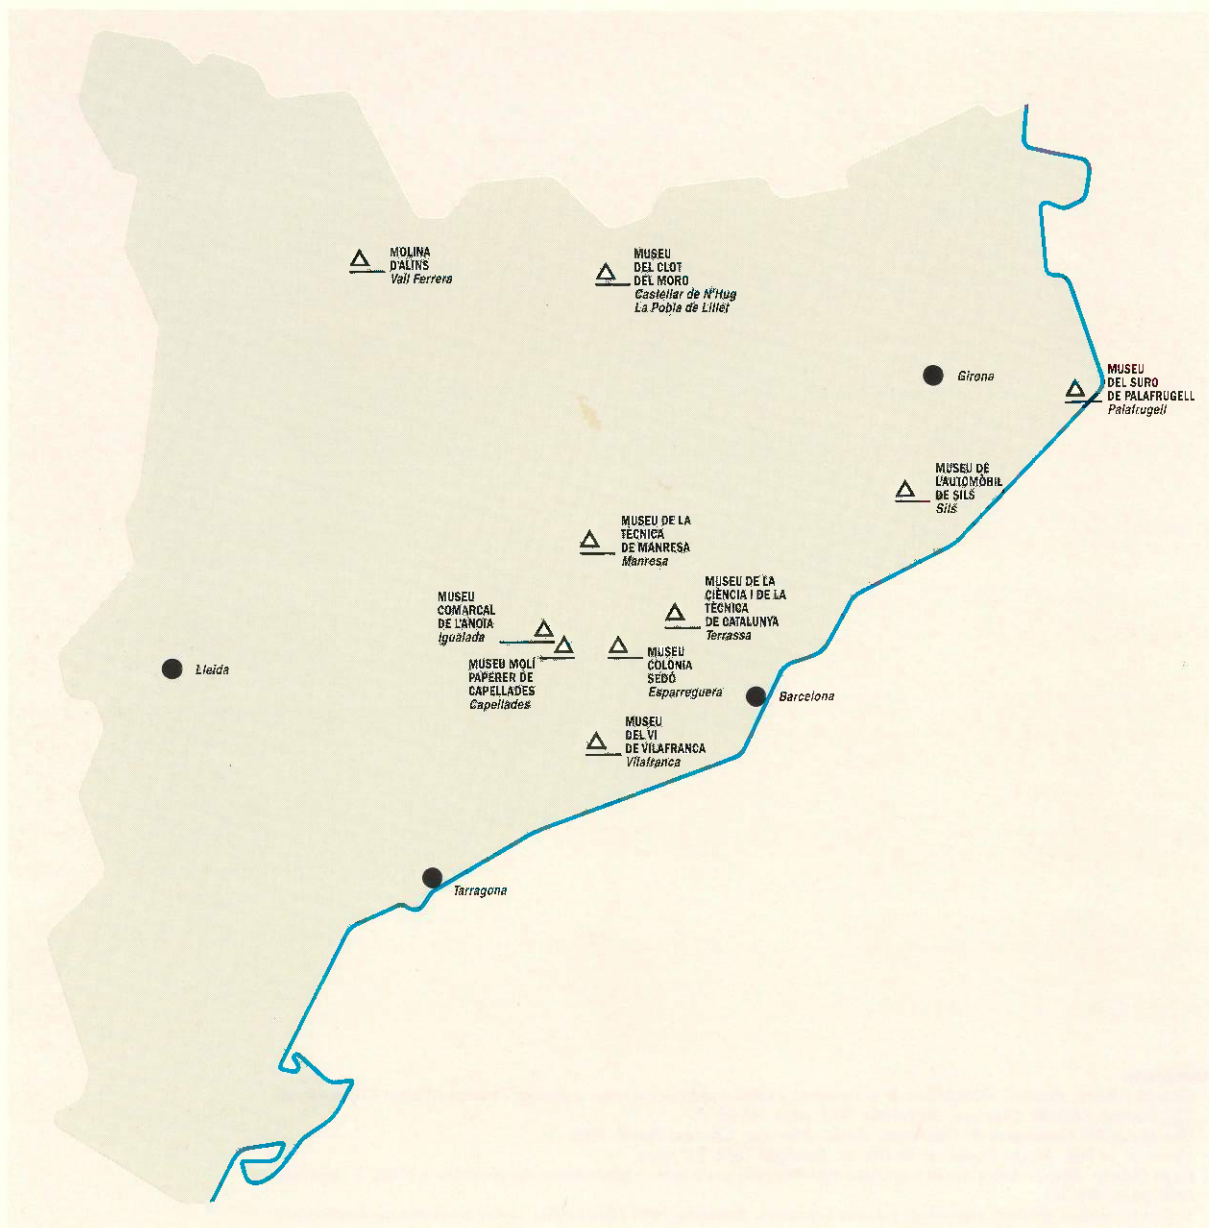 MOLINA
D'ALINS
Vall Ferrera
MUSEU
DEL CLOT
DEL MORO
Castellar de N'Hug
La Pobla de Lillet
Girona
MUSEU
DEL SURO
DE PALAFRUGELL
Palafrugell
MUSEU DE
L'AUTOMÒBIL
DE SILS
Sils
MUSEU DE LA
TÈCNICA
DE MANRESA
Manresa
MUSEU DE LA
CIÈNCIA I DE LA
TÈCNICA
DE CATALUNYA
Terrassa
MUSEU
COMARCAL
DE L'ANOIA
Igualada
MUSEU MOLÍ
PAPERER DE
CAPELLADES
Capellades
MUSEU
COLÒNIA
SEDÓ
Esparreguera
Lleida
Barcelona
MUSEU
DEL VI
DE VILAFRANCA
Vilafranca
Tarragona